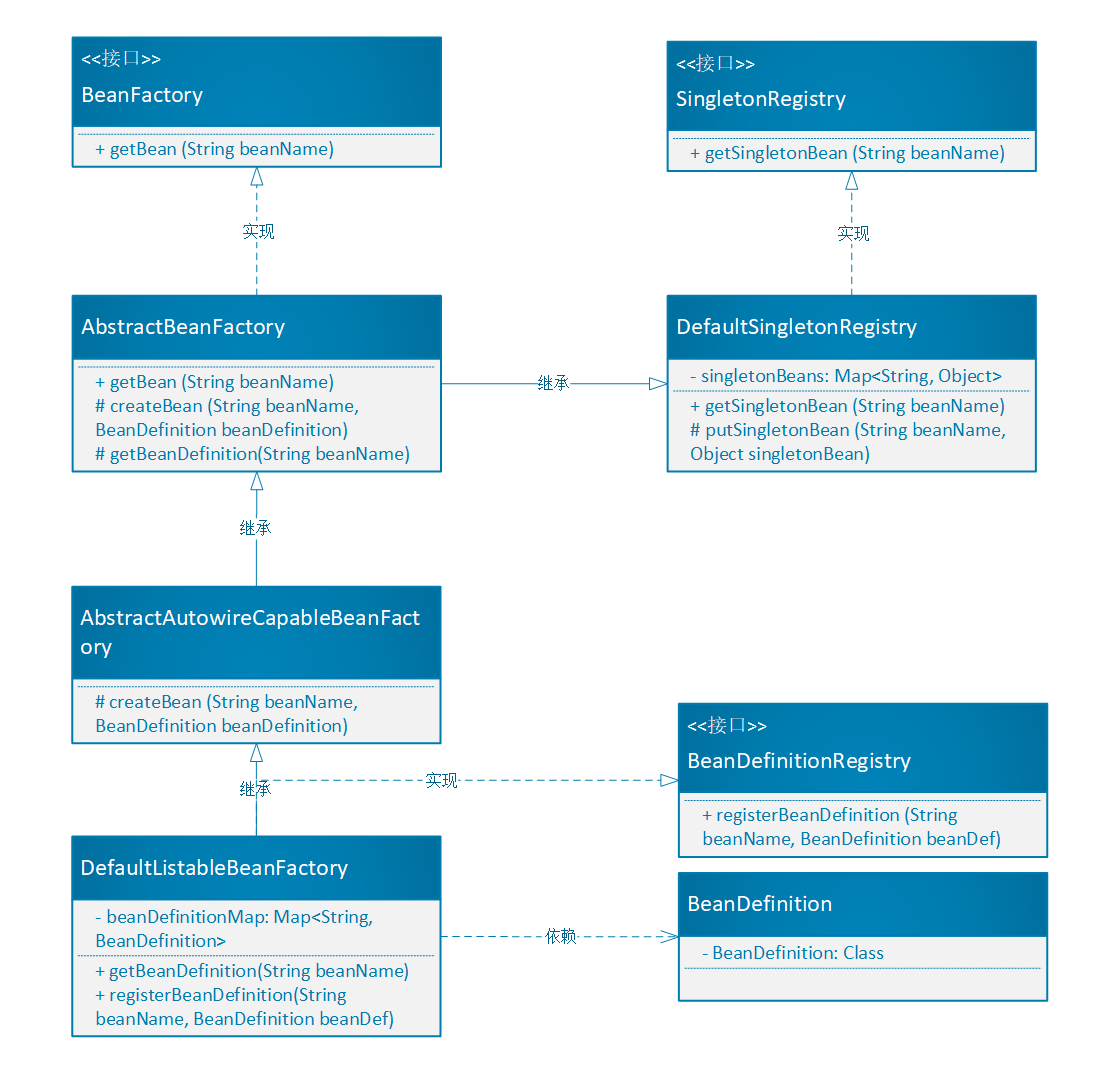 <<接口>>
BeanFactory
+ getBean (String beanName)
<<接口>>
SingletonRegistry
+ getSingletonBean (String beanName)
实现
实现
AbstractBeanFactory
+ getBean (String beanName)
# createBean (String beanName,
BeanDefinition beanDefinition)
# getBeanDefinition(String beanName)
继承
DefaultSingletonRegistry
- singletonBeans: Map<String, Object>
+ getSingletonBean (String beanName)
# putSingletonBean (String beanName,
Object singletonBean)
继承
AbstractAutowireCapableBeanFact
ory
# createBean (String beanName,
BeanDefinition beanDefinition)
继承
实现
<<接口>>
BeanDefinitionRegistry
+ registerBeanDefinition (String
beanName, BeanDefinition beanDef)
DefaultListableBeanFactory
- beanDefinitionMap: Map<String,
BeanDefinition>
+ getBeanDefinition(String beanName)
+ registerBeanDefinition(String
beanName, BeanDefinition beanDef)
依赖
BeanDefinition
- BeanDefinition: Class